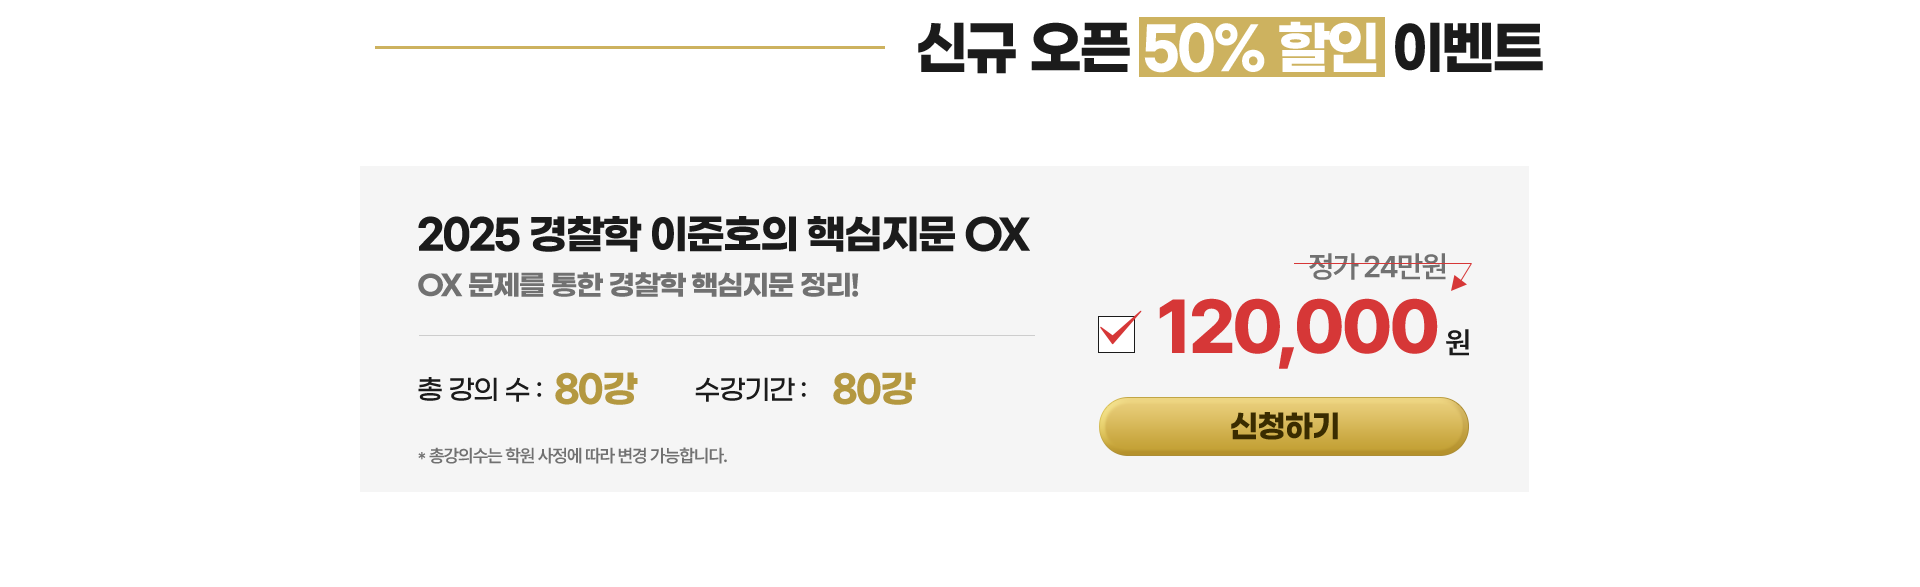 신규 오픈 50% 할인 이벤트
2025 경찰학 이준호의 핵심지문 OX
OX 문제를 통한 경찰학 핵심지문 정리!
총 강의 수 : 80강 수강기간 : 80강
* 총강의수는 학원 사정에 따라 변경 가능합니다.
정가 24만원
120,000 원
신청하기